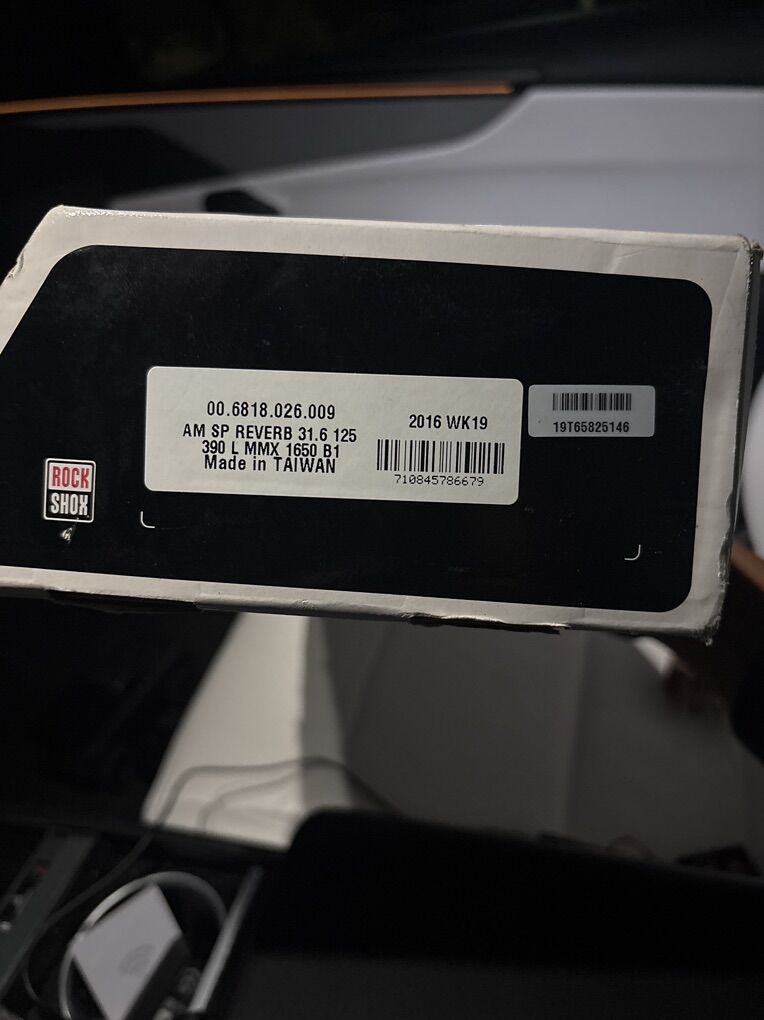 00.6818.026.009
AM SP REVERB 31.6 125
390 L MMX 1650 B1
Made in TAIWAN
2016 WK19
710845786679
19T65825146
ROCK
SHOX